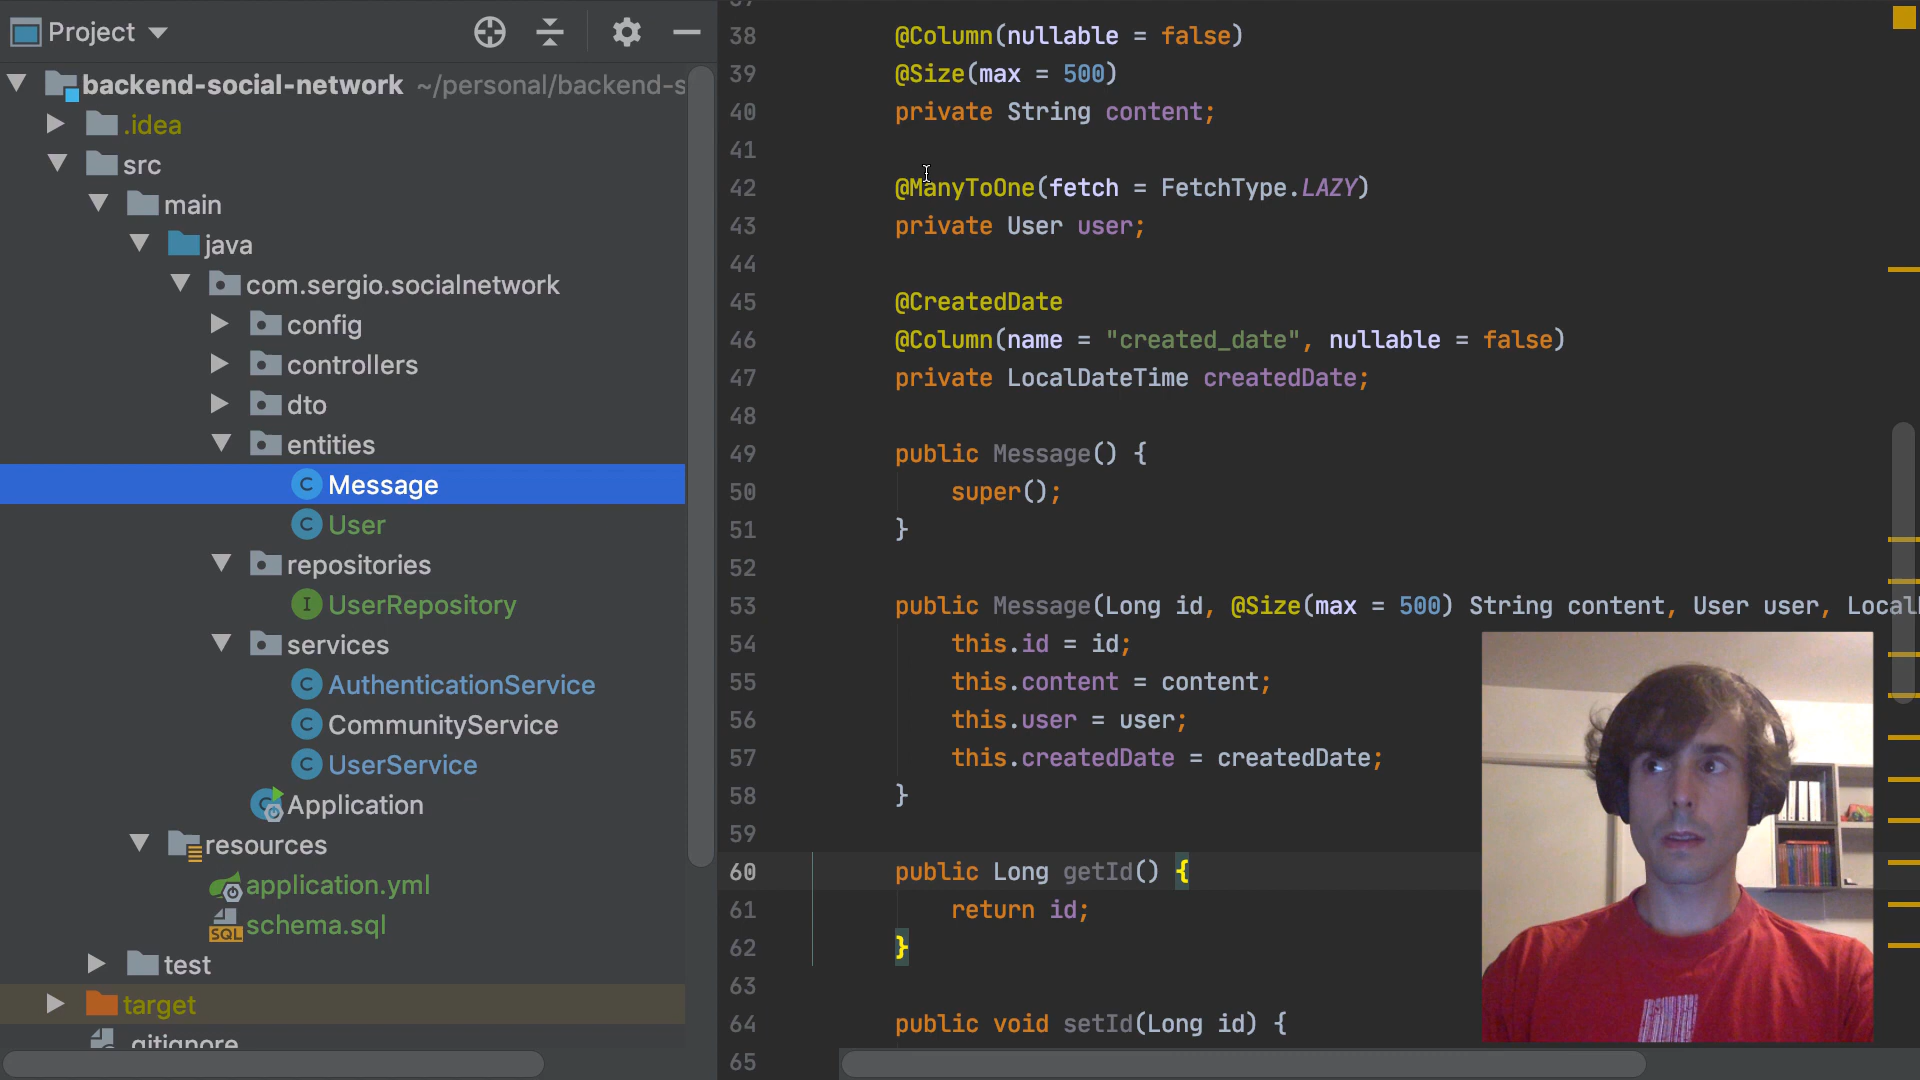 Project
backend-social-network ~/personal/backend-s
.idea
src
main
java
com.sergio.socialnetwork
config
controllers
dto
entities
Message
User
repositories
UserRepository
services
AuthenticationService
CommunityService
UserService
Application
resources
application.yml
schema.sql
test
target
.gitignore
38 @Column(nullable = false)
39 @Size(max = 500)
40 private String content;
41
42 @ManyToOne(fetch = FetchType.LAZY)
43 private User user;
44
45 @CreatedDate
46 @Column(name = "created_date", nullable = false)
47 private LocalDateTime createdDate;
48
49 public Message() {
50 super();
51 }
52
53 public Message(Long id, @Size(max = 500) String content, User user, Local
54 this.id = id;
55 this.content = content;
56 this.user = user;
57 this.createdDate = createdDate;
58 }
59
60 public Long getId() {
61 return id;
62 }
63
64 public void setId(Long id) {
65